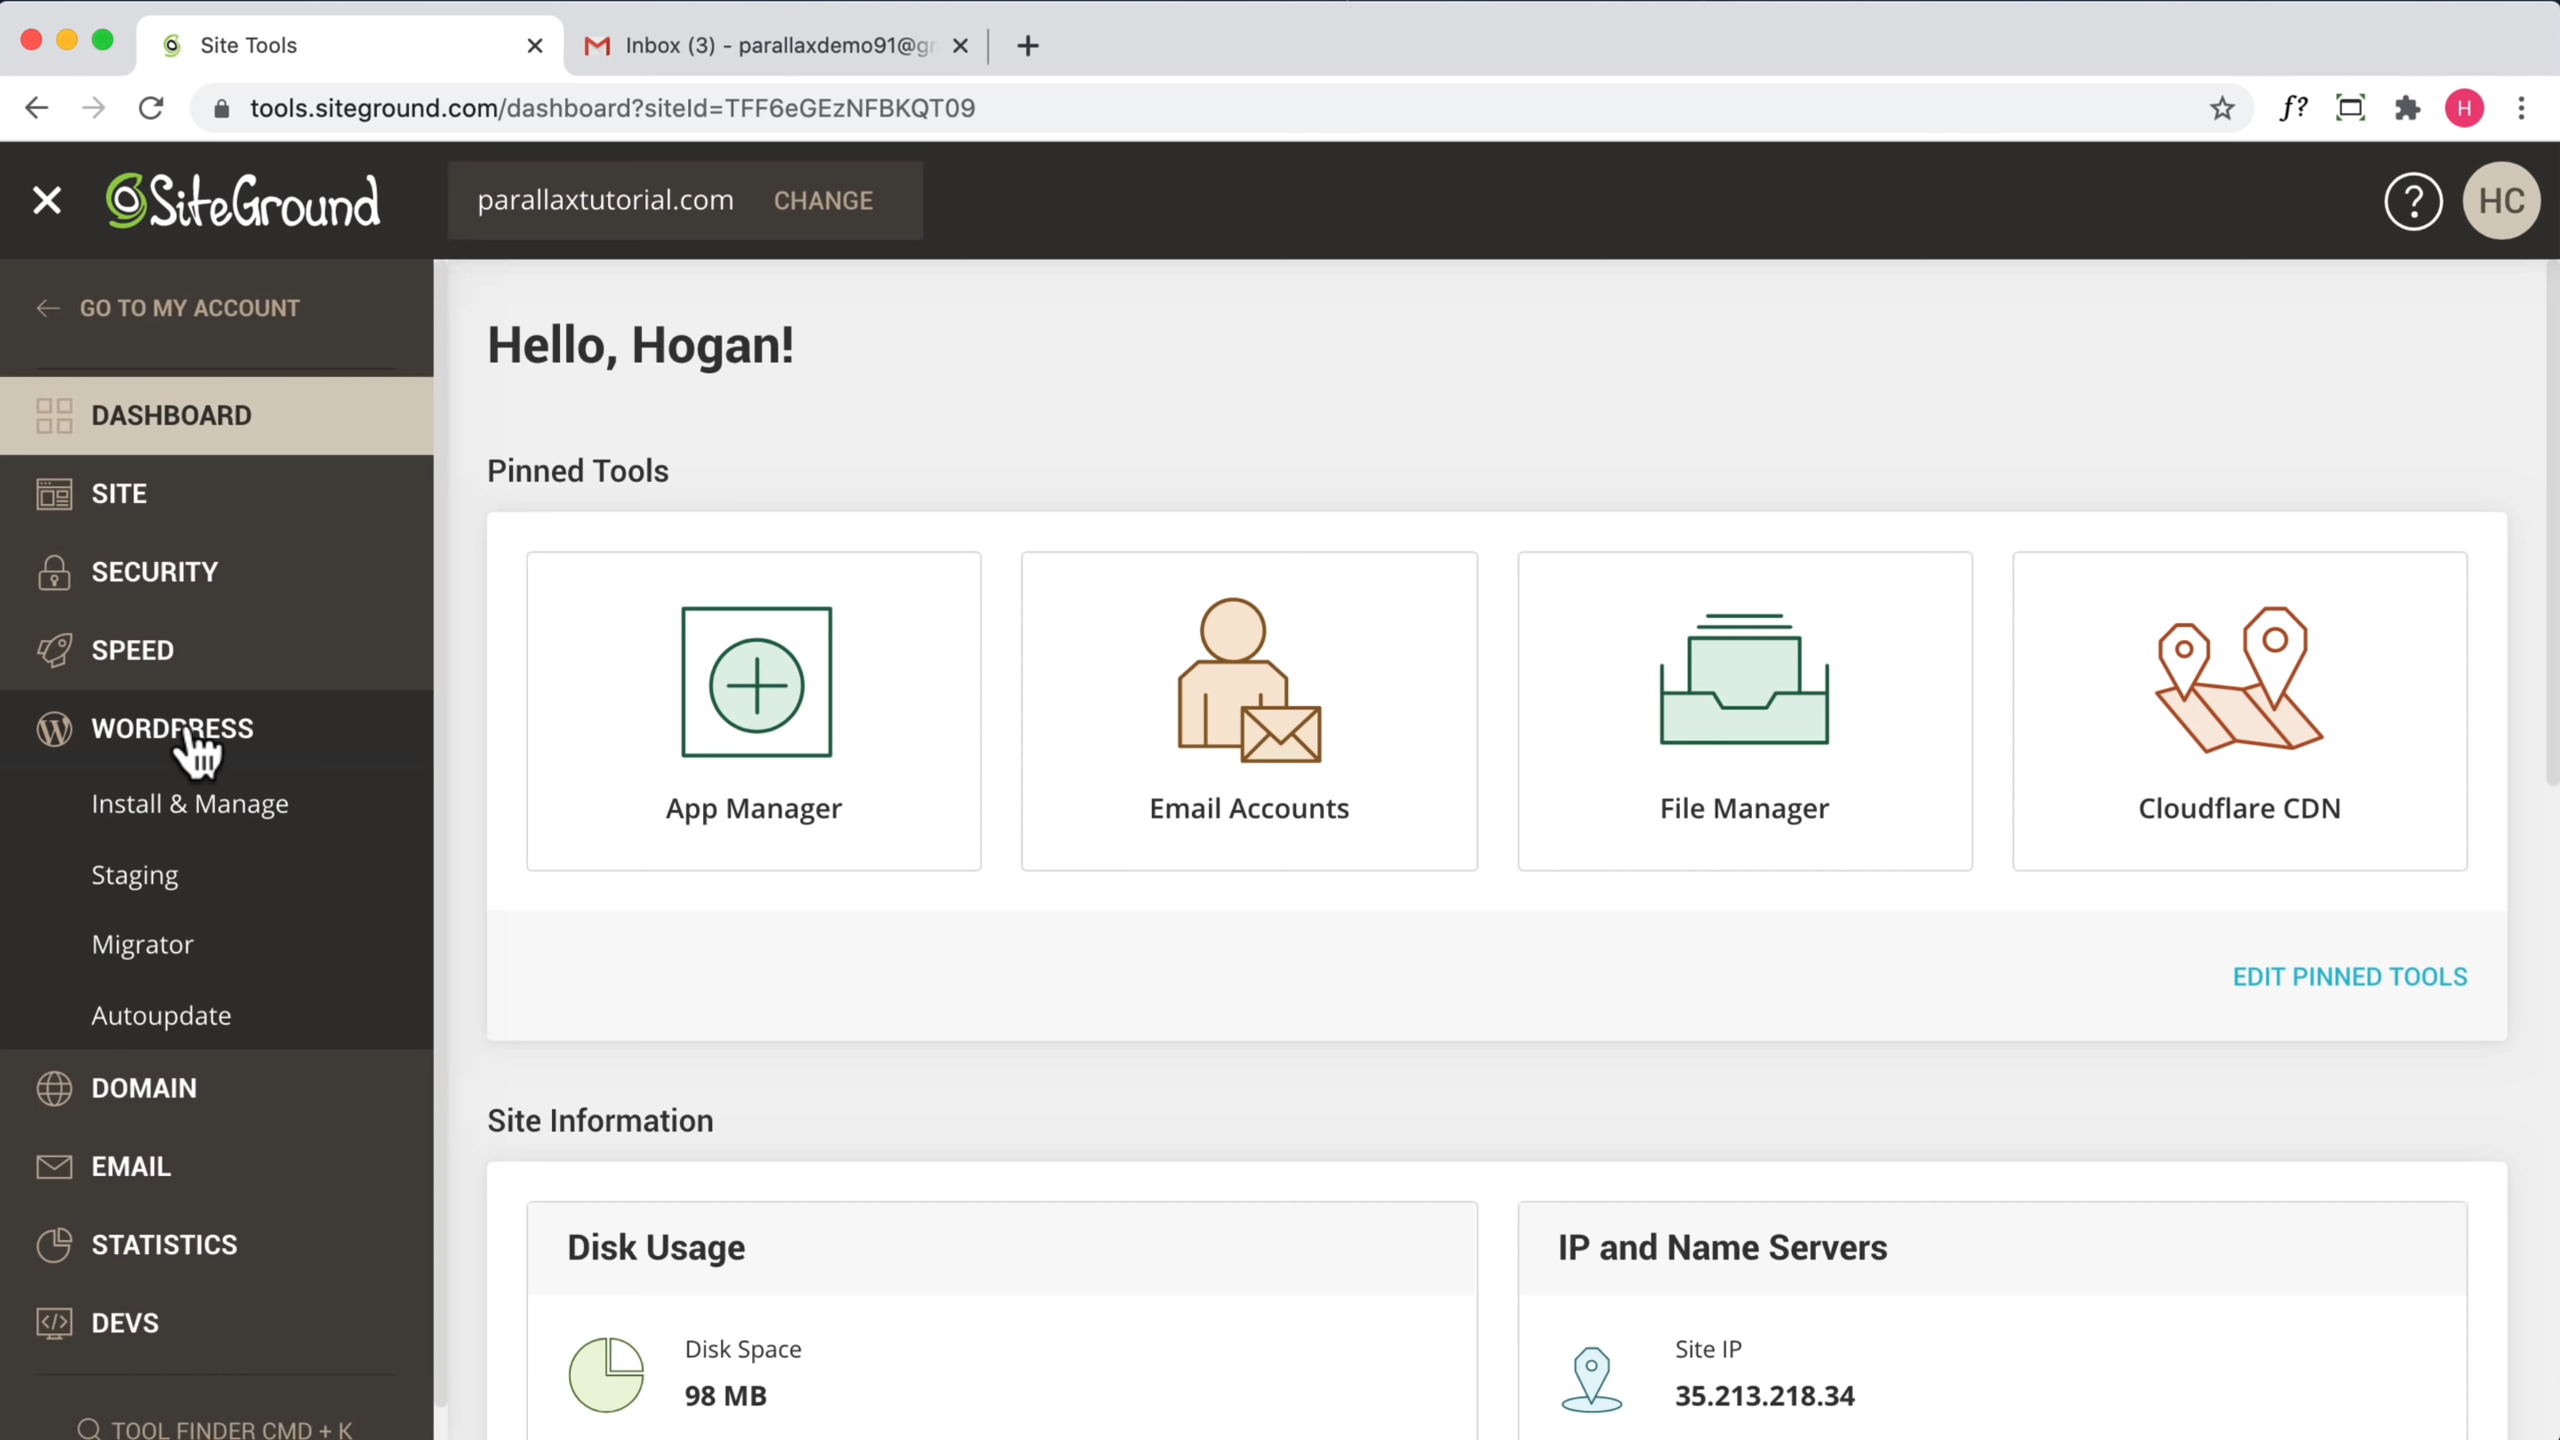 Site Tools
Inbox (3) - parallaxdemo91@gr
tools.siteground.com/dashboard?siteId=TFF6eGEzNFBKQT09
f?
H
SiteGround
parallaxtutorial.com CHANGE
?
HC
GO TO MY ACCOUNT
DASHBOARD
SITE
SECURITY
SPEED
WORDPRESS
Install & Manage
Staging
Migrator
Autoupdate
DOMAIN
EMAIL
STATISTICS
DEVS
TOOL FINDER CMD + K
Hello, Hogan!
Pinned Tools
App Manager
Email Accounts
File Manager
Cloudflare CDN
EDIT PINNED TOOLS
Site Information
Disk Usage
Disk Space
98 MB
IP and Name Servers
Site IP
35.213.218.34